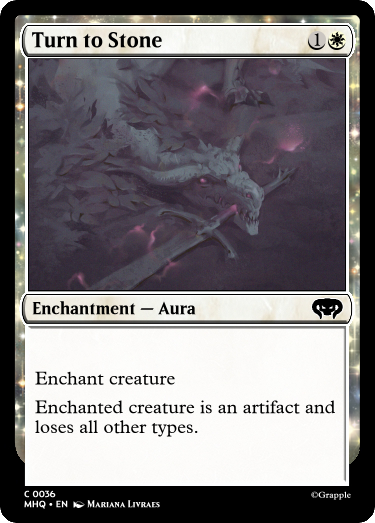 Turn to Stone 1
Enchantment — Aura
Enchant creature
Enchanted creature is an artifact and
loses all other types.
C 0036
MHQ • EN Mariana Livraes
©Grapple